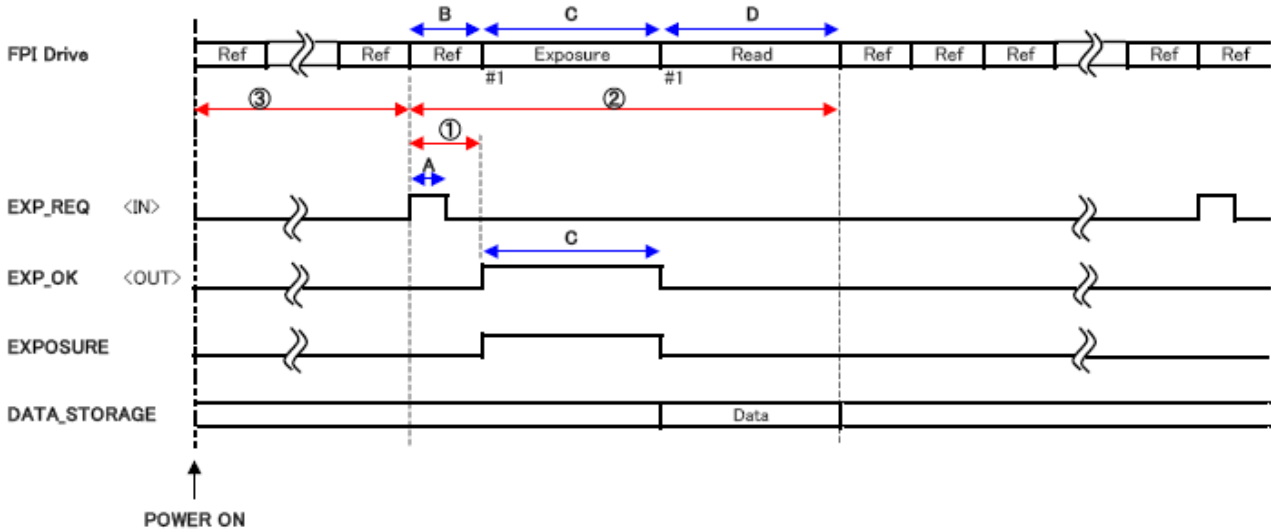 B C D
FPI Drive Ref Ref Ref Exposure Read Ref Ref Ref Ref Ref
#1 #1
③ ②
①
A
EXP_REQ <IN>
C
EXP_OK <OUT>
EXPOSURE
DATA_STORAGE Data
POWER ON